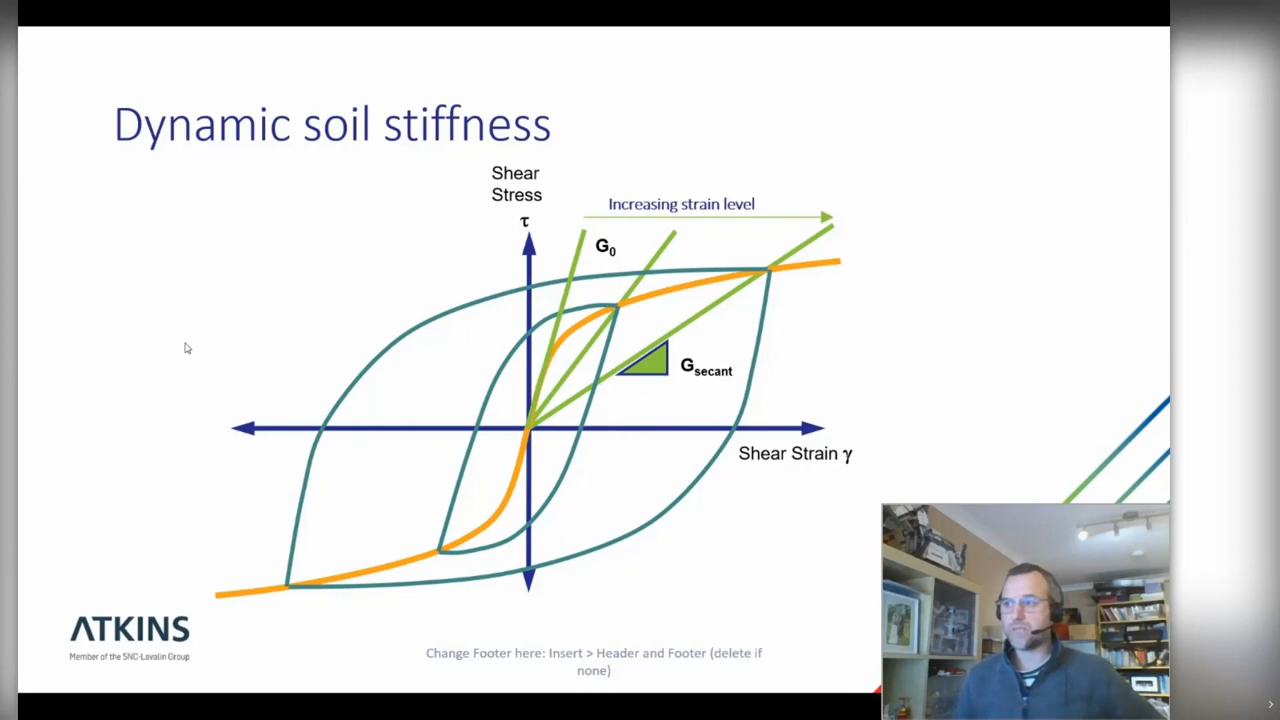 Dynamic soil stiffness
Shear
Stress
τ
Increasing strain level
G0
Gsecant
Shear Strain γ
ATKINS
Member of the SNC-Lavalin Group
Change Footer here: Insert > Header and Footer (delete if
none)